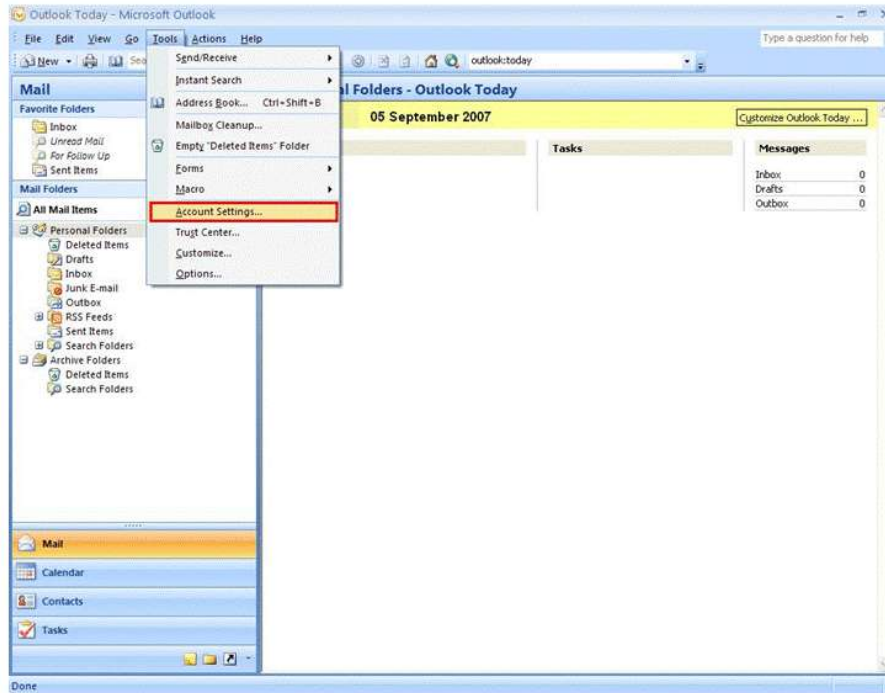 Outlook Today - Microsoft Outlook
File Edit View Go Tools Actions Help
Type a question for help
New
Sea
outlook:today
Mail
al Folders - Outlook Today
Favorite Folders
Inbox
Unread Mail
For Follow Up
Sent Items
Mail Folders
All Mail Items
Personal Folders
Deleted Items
Drafts
Inbox
Junk E-mail
Outbox
RSS Feeds
Sent Items
Search Folders
Archive Folders
Deleted Items
Search Folders
Mail
Calendar
Contacts
Tasks
Send/Receive
Instant Search
Address Book... Ctrl+Shift+B
Mailbox Cleanup...
Empty "Deleted Items" Folder
Forms
Macro
Account Settings...
Trust Center...
Customize...
Options...
05 September 2007
Customize Outlook Today ...
Tasks
Messages
Inbox 0
Drafts 0
Outbox 0
Done